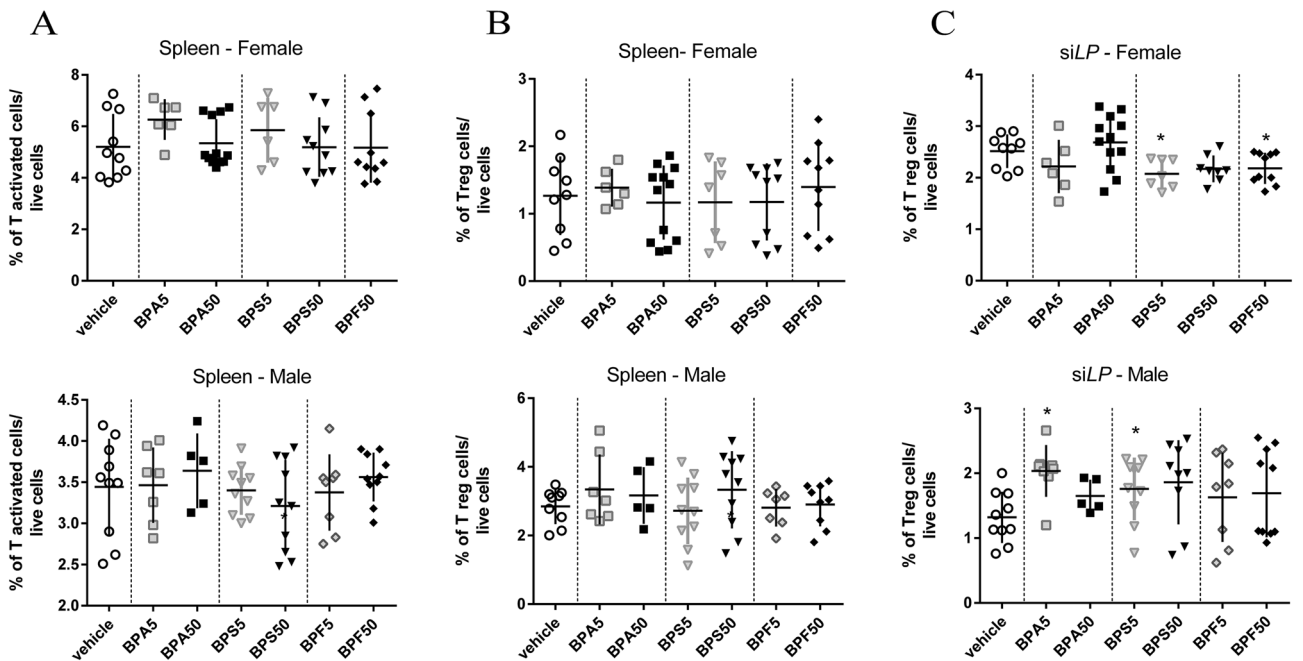 A
B
C
Spleen - Female
% of T activated cells/
live cells
8
6
4
2
0
vehicle
BPA5
BPA50
BPS5
BPS50
BPF50
Spleen- Female
% of Treg cells/
live cells
3
2
1
0
vehicle
BPA5
BPA50
BPS5
BPS50
BPF50
siLP - Female
% of T reg cells/
live cells
4
3
2
1
0
*
*
vehicle
BPA5
BPA50
BPS5
BPS50
BPF50
Spleen - Male
% of T activated cells/
live cells
4.5
4.0
3.5
3.0
2.5
2.0
*
vehicle
BPA5
BPA50
BPS5
BPS50
BPF5
BPF50
Spleen - Male
% of T reg cells/
live cells
6
4
2
0
*
vehicle
BPA5
BPA50
BPS5
BPS50
BPF5
BPF50
siLP - Male
% of Treg cells/
live cells
3
2
1
0
*
*
vehicle
BPA5
BPA50
BPS5
BPS50
BPF5
BPF50